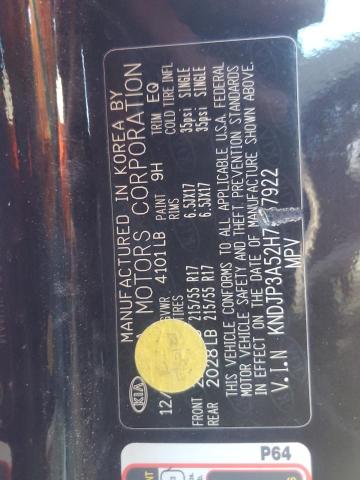 MANUFACTURED IN KOREA BY
KIA MOTORS CORPORATION
12/ GVWR 4101LB PAINT 9H TRIM EQ
TIRES RIMS COLD TIRE INFL
FRONT 215/55 R17 6.5JX17 35psi SINGLE
REAR 2028LB 215/55 R17 6.5JX17 35psi SINGLE
THIS VEHICLE CONFORMS TO ALL APPLICABLE U.S.A. FEDERAL
MOTOR VEHICLE SAFETY AND THEFT PREVENTION STANDARDS
IN EFFECT ON THE DATE OF MANUFACTURE SHOWN ABOVE.
V.I.N KNDJP3A52H7 7922
MPV
P64